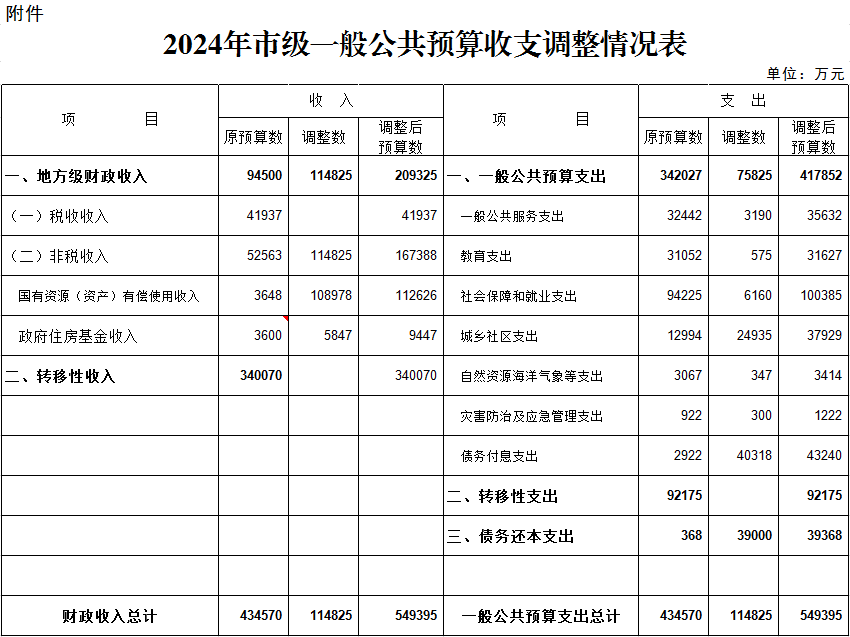 附件
2024年市级一般公共预算收支调整情况表
单位：万元
项 目 收 入 项 目 支 出
原预算数 调整数 调整后预算数 原预算数 调整数 调整后预算数
一、地方级财政收入 94500 114825 209325 一、一般公共预算支出 342027 75825 417852
（一）税收收入 41937 41937 一般公共服务支出 32442 3190 35632
（二）非税收入 52563 114825 167388 教育支出 31052 575 31627
国有资源（资产）有偿使用收入 3648 108978 112626 社会保障和就业支出 94225 6160 100385
政府住房基金收入 3600 5847 9447 城乡社区支出 12994 24935 37929
二、转移性收入 340070 340070 自然资源海洋气象等支出 3067 347 3414
灾害防治及应急管理支出 922 300 1222
债务付息支出 2922 40318 43240
二、转移性支出 92175 92175
三、债务还本支出 368 39000 39368
财政收入总计 434570 114825 549395 一般公共预算支出总计 434570 114825 549395